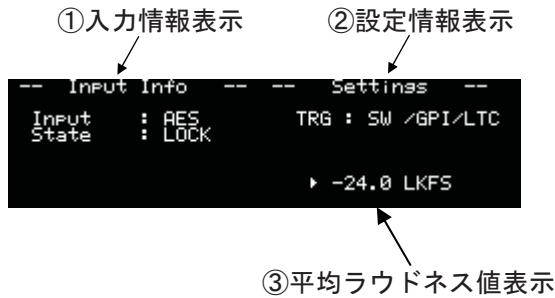 ①入力情報表示
②設定情報表示
-- Input Info -- -- Settings --
Input : AES TRG : SW /GPI/LTC
State : LOCK
▶ -24.0 LKFS
③平均ラウドネス値表示